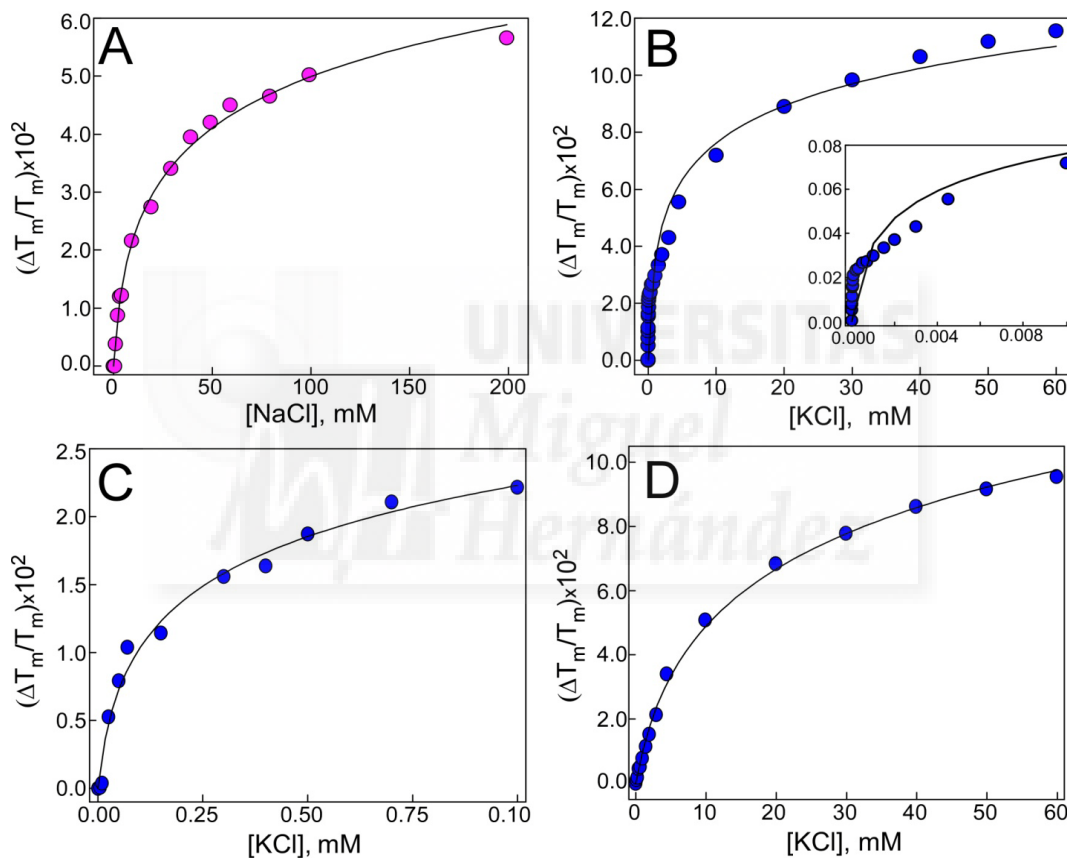 A
6.0
5.0
4.0
3.0
2.0
1.0
0.0
0 50 100 150 200
[NaCl], mM
(ΔTm/Tm)x10²
B
12.0
10.0
8.0
6.0
4.0
2.0
0.0
0 10 20 30 40 50 60
[KCl], mM
(ΔTm/Tm)x10²
0.08
0.06
0.04
0.02
0.00
0.000 0.004 0.008
UNIVERSITAS
Miguel
Hernández
C
2.5
2.0
1.5
1.0
0.5
0.0
0.00 0.25 0.50 0.75 0.10
[KCl], mM
(ΔTm/Tm)x10²
D
10.0
8.0
6.0
4.0
2.0
0.0
0 10 20 30 40 50 60
[KCl], mM
(ΔTm/Tm)x10²